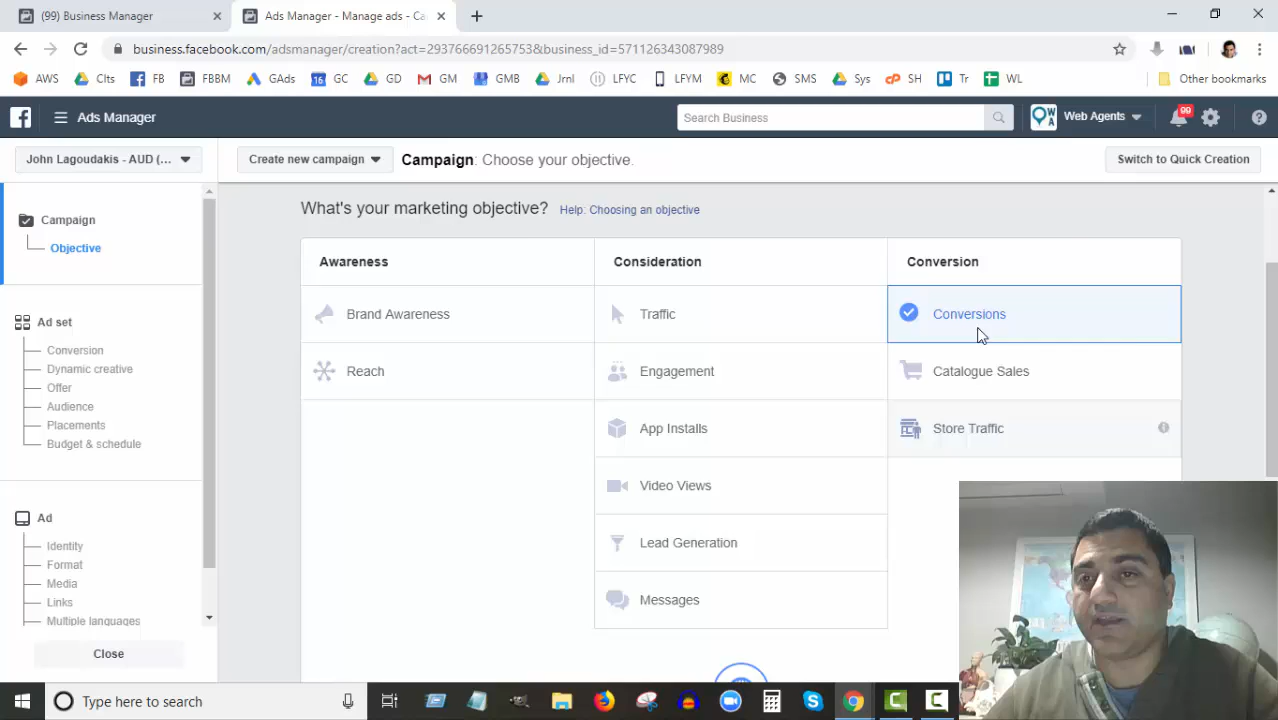 (99) Business Manager
Ads Manager - Manage ads - Ca
business.facebook.com/adsmanager/creation?act=293766691265753&business_id=571126343087989
AWS
Clts
FB
FBBM
GAds
GC
GD
GM
GMB
Jrnl
LFYC
LFYM
MC
SMS
Sys
SH
Tr
WL
Other bookmarks
Ads Manager
Search Business
Web Agents
99
John Lagoudakis - AUD (...
Create new campaign
Campaign: Choose your objective.
Switch to Quick Creation
Campaign
Objective
Ad set
Conversion
Dynamic creative
Offer
Audience
Placements
Budget & schedule
Ad
Identity
Format
Media
Links
Multiple languages
Close
What's your marketing objective? Help: Choosing an objective
Awareness
Consideration
Conversion
Brand Awareness
Traffic
Conversions
Reach
Engagement
Catalogue Sales
App Installs
Store Traffic
Video Views
Lead Generation
Messages
Type here to search